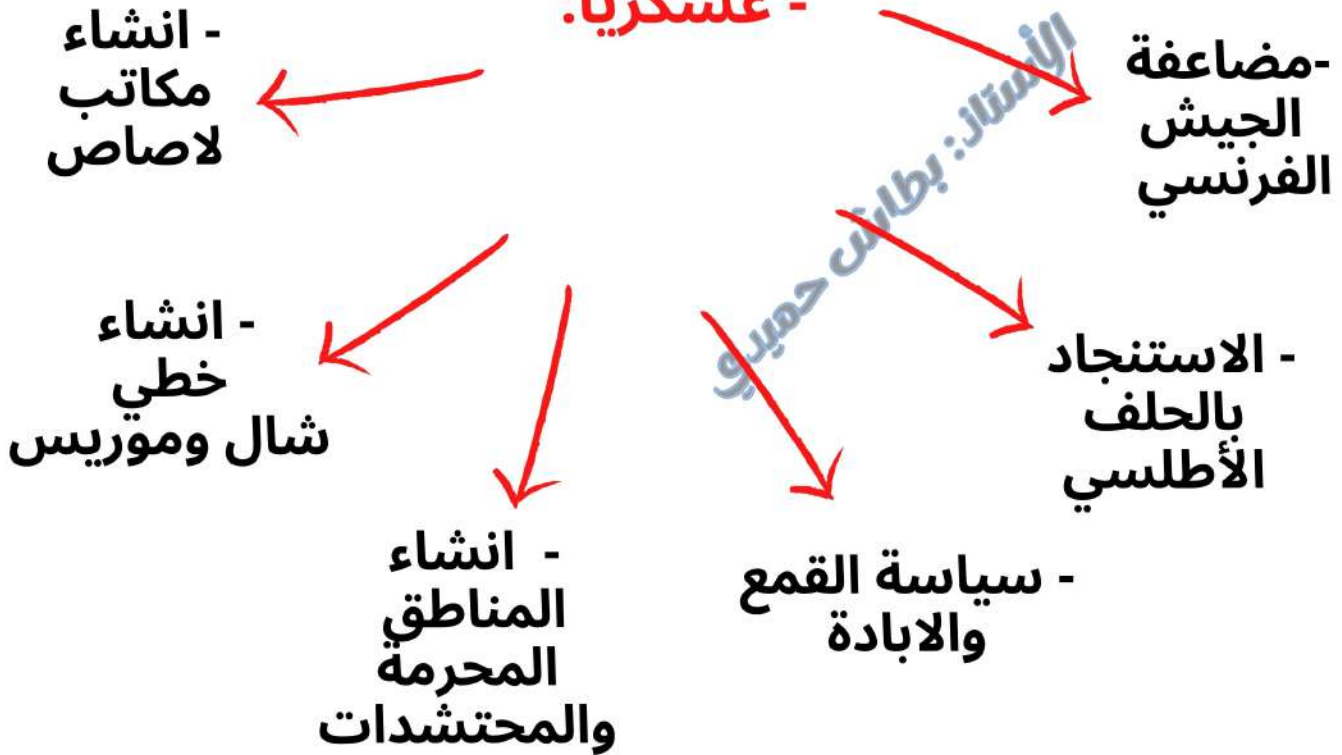 - عسكريا.
-مضاعفة
الجيش
الفرنسي
- الاستنجاد
بالحلف
الأطلسي
- سياسة القمع
والابادة
- انشاء
المناطق
المحرمة
والمحتشدات
- انشاء
خطي
شال وموريس
- انشاء
مكاتب
لاصاص
الأستاذ: بطاش حميدو